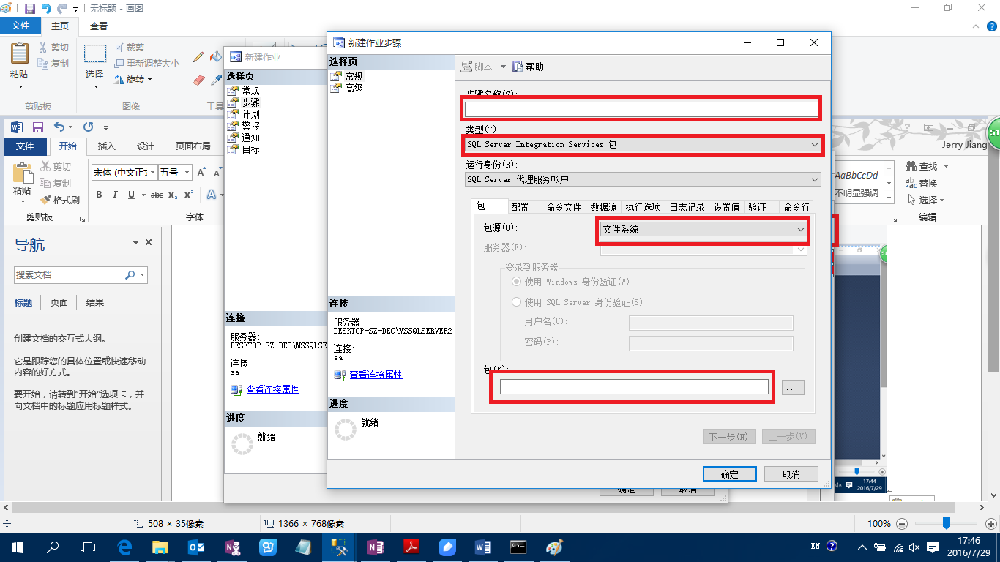 无标题 - 画图
文件
主页
查看
粘贴
剪切
复制
剪贴板
选择
裁剪
重新调整大小
旋转
图像
工具
文件
开始
插入
设计
页面布局
Jerry Jiang
51
粘贴
剪切
复制
格式刷
剪贴板
宋体 (中文正
五号
A A
B I U abc x₂ x² A
字体
AaBbCcDd
不明显强调
查找
替换
选择
编辑
导航
搜索文档
标题
页面
结果
创建文档的交互式大纲。
它是跟踪您的具体位置或快速移动
内容的好方式。
要开始，请转到“开始”选项卡，并
向文档中的标题应用标题样式。
新建作业
选择页
常规
步骤
计划
警报
通知
目标
连接
服务器:
DESKTOP-SZ-DEC\MSSQLSE
连接:
sa
查看连接属性
进度
就绪
确定
取消
新建作业步骤
选择页
常规
高级
连接
服务器:
DESKTOP-SZ-DEC\MSSQLSERVER2
连接:
sa
查看连接属性
进度
就绪
脚本
帮助
步骤名称(S):
类型(T):
SQL Server Integration Services 包
运行身份(R):
SQL Server 代理服务帐户
包
配置
命令文件
数据源
执行选项
日志记录
设置值
验证
命令行
包源(O):
文件系统
服务器(E):
登录到服务器
使用 Windows 身份验证(W)
使用 SQL Server 身份验证(S)
用户名(U):
密码(P):
包(K):
...
下一步(N)
上一步(V)
确定
取消
17:44
2016/7/29
508 × 35像素
1366 × 768像素
100%
EN
17:46
2016/7/29